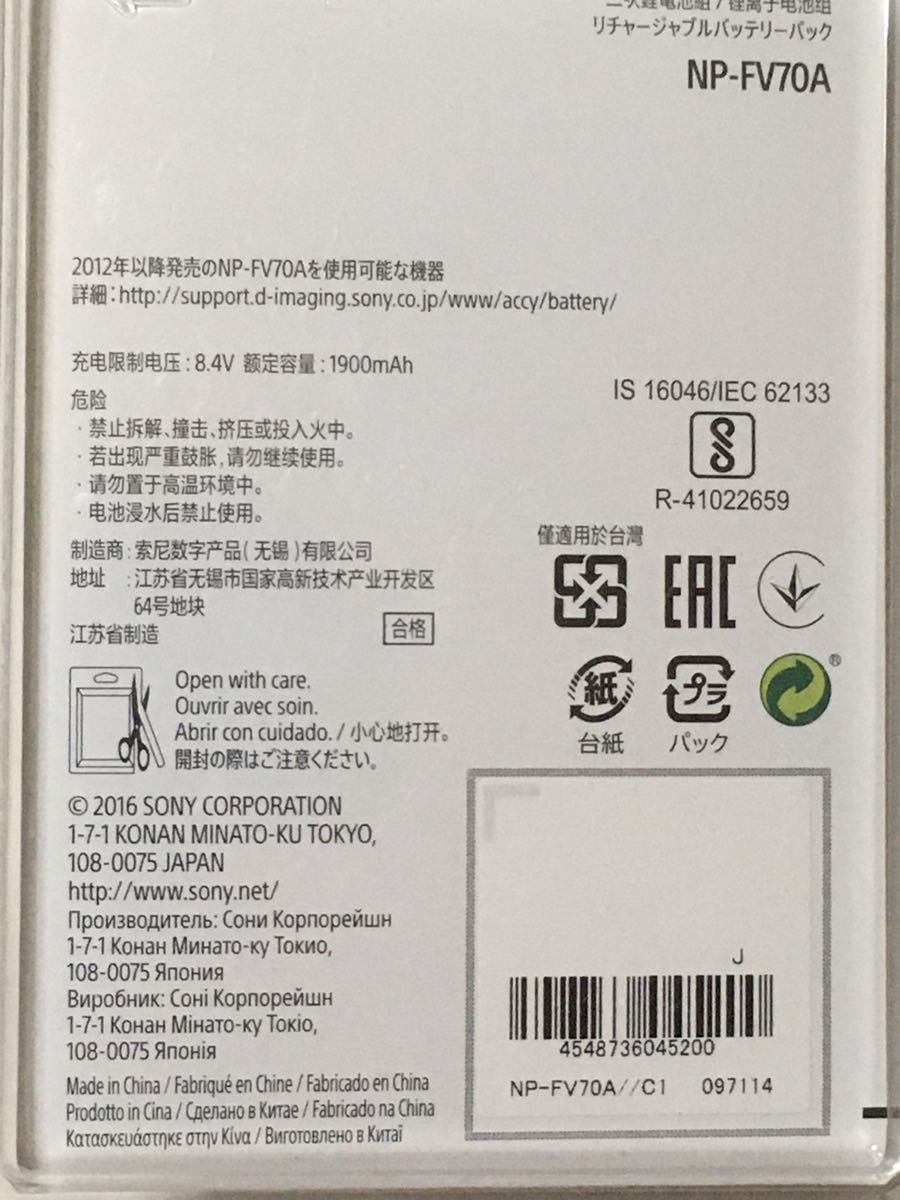 二次鋰電池組 / 锂离子电池组
リチャージャブルバッテリーパック
NP-FV70A
2012年以降発売のNP-FV70Aを使用可能な機器
詳細:http://support.d-imaging.sony.co.jp/www/accy/battery/
充电限制电压:8.4V 额定容量:1900mAh
危险
·禁止拆解、撞击、挤压或投入火中。
·若出现严重鼓胀,请勿继续使用。
·请勿置于高温环境中。
·电池浸水后禁止使用。
制造商:索尼数字产品(无锡)有限公司
地址 :江苏省无锡市国家高新技术产业开发区
64号地块
江苏省制造
合格
IS 16046/IEC 62133
R-41022659
僅適用於台灣
EAC
紙
プラ
®
台紙
パック
Open with care.
Ouvrir avec soin.
Abrir con cuidado. / 小心地打开。
開封の際はご注意ください。
© 2016 SONY CORPORATION
1-7-1 KONAN MINATO-KU TOKYO,
108-0075 JAPAN
http://www.sony.net/
Производитель: Сони Корпорейшн
1-7-1 Конан Минато-ку Токио,
108-0075 Япония
Виробник: Соні Корпорейшн
1-7-1 Конан Мінато-ку Токіо,
108-0075 Японія
Made in China / Fabriqué en Chine / Fabricado en China
Prodotto in Cina / Сделано в Китае / Fabricado na China
Κατασκευάστηκε στην Κίνα / Виготовлено в Китаї
J
4548736045200
NP-FV70A//C1 097114